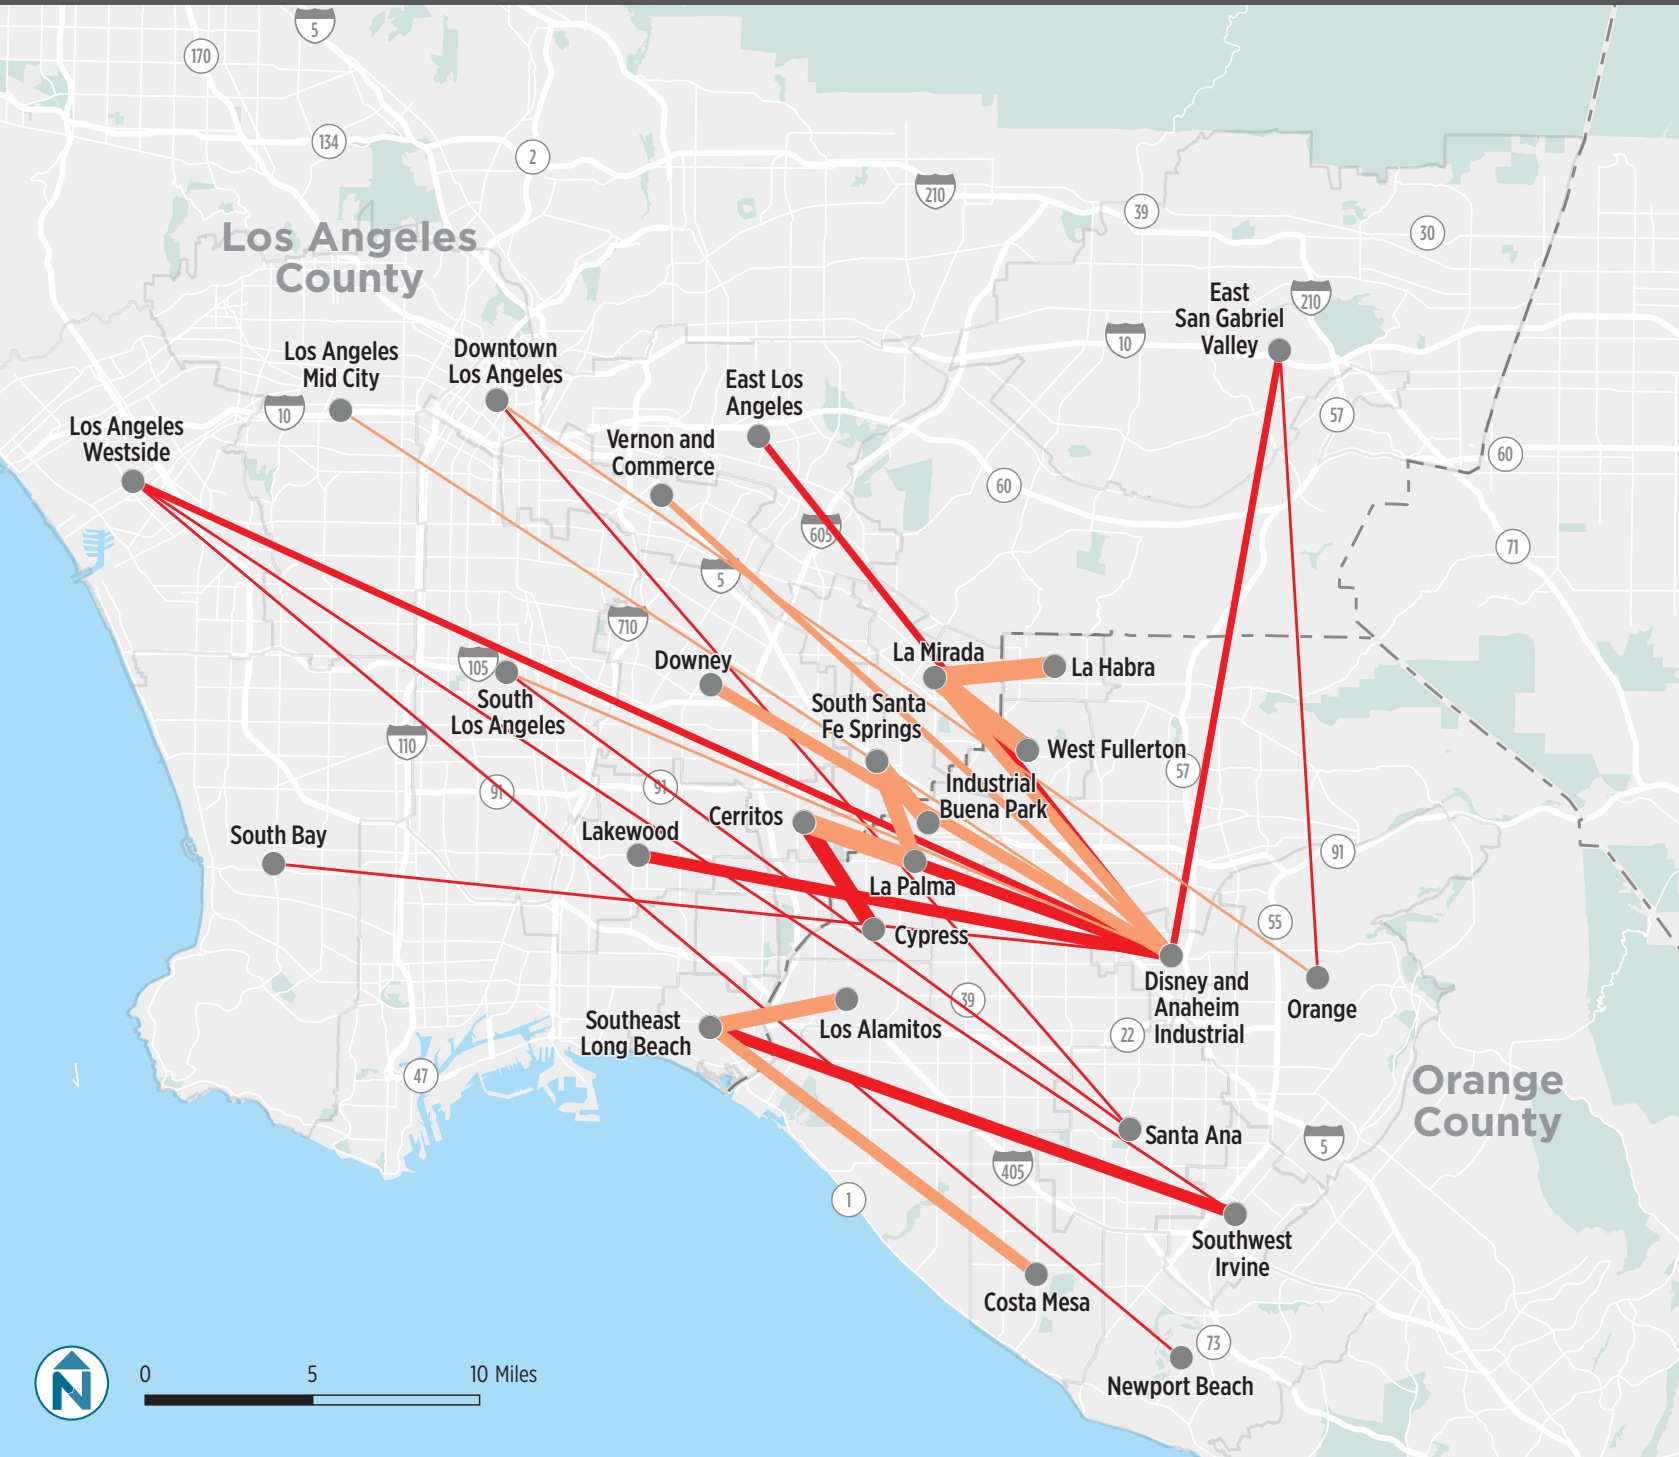 5
170
134
2
210
39
30
Los Angeles
County
East
San Gabriel
Valley
210
10
Los Angeles
Mid City
Downtown
Los Angeles
East Los
Angeles
10
57
Los Angeles
Westside
Vernon and
Commerce
60
60
605
71
5
710
La Mirada
La Habra
Downey
105
South
Los Angeles
South Santa
Fe Springs
110
West Fullerton
57
Industrial
Buena Park
91
91
Cerritos
South Bay
Lakewood
91
La Palma
55
Cypress
Disney and
Anaheim
Industrial
39
Orange
Southeast
Long Beach
Los Alamitos
22
47
Orange
County
Santa Ana
5
405
1
Southwest
Irvine
Costa Mesa
73
Newport Beach
N
0 5 10 Miles